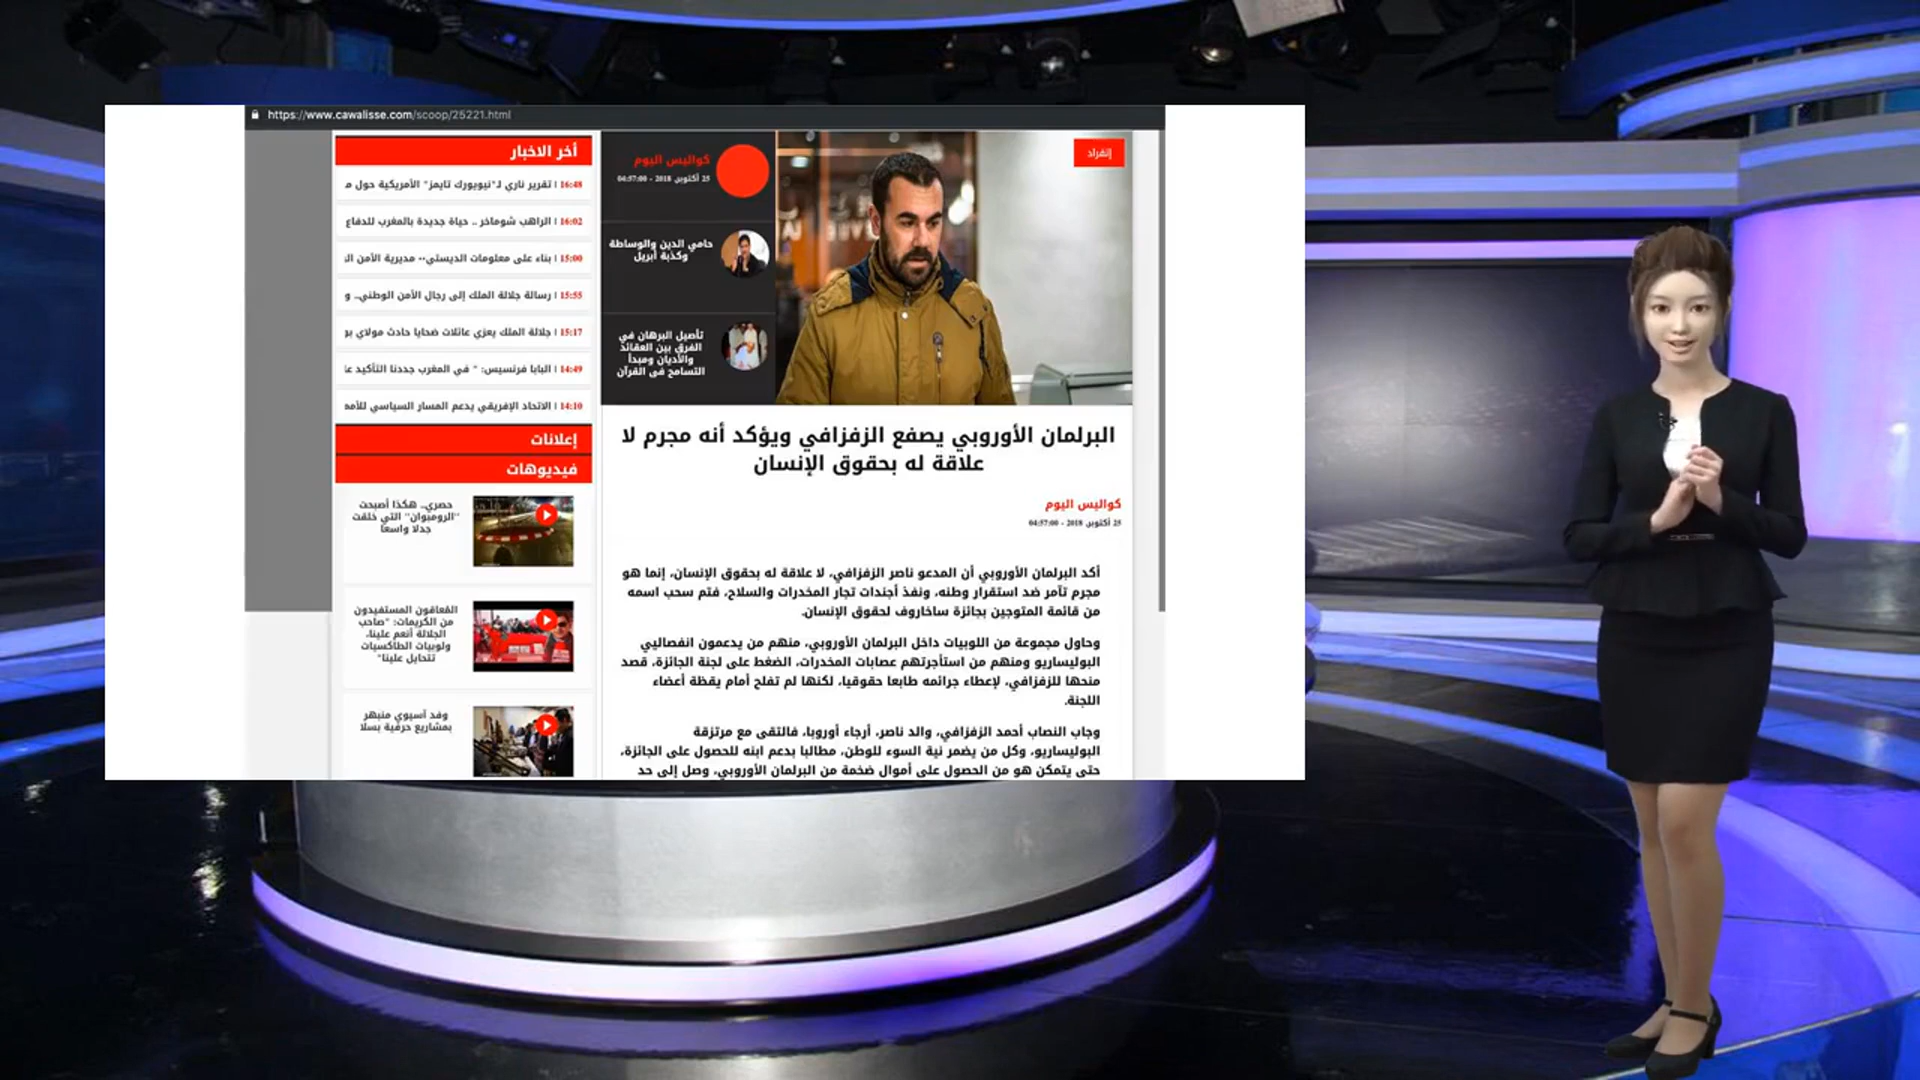 https://www.cawalisse.com/scoop/25221.html
إنفراد
كواليس اليوم
25 أكتوبر 2018 - 04:57:00
حامي الدين والوساطة
وكذبة أبريل
تأصيل البرهان في
الفرق بين العقائد
والأديان ومبدأ
التسامح في القرآن
البرلمان الأوروبي يصفع الزفزافي ويؤكد أنه مجرم لا
علاقة له بحقوق الإنسان
كواليس اليوم
25 أكتوبر 2018 - 04:57:00
أكد البرلمان الأوروبي أن المدعو ناصر الزفزافي، لا علاقة له بحقوق الإنسان، إنما هو
مجرم تآمر ضد استقرار وطنه، ونفذ أجندات تجار المخدرات والسلاح، فتم سحب اسمه
من قائمة المتوجين بجائزة ساخاروف لحقوق الإنسان.
وحاول مجموعة من اللوبيات داخل البرلمان الأوروبي، منهم من يدعمون انفصاليي
البوليساريو ومنهم من استأجرتهم عصابات المخدرات، الضغط على لجنة الجائزة، قصد
منحها للزفزافي، لإعطاء جرائمه طابعا حقوقيا، لكنها لم تفلح أمام يقظة أعضاء
اللجنة.
وجاب النصاب أحمد الزفزافي، والد ناصر، أرجاء أوروبا، فالتقى مع مرتزقة
البوليساريو، وكل من يضمر نية السوء للوطن، مطالبا بدعم ابنه للحصول على الجائزة،
حتى يتمكن هو من الحصول على أموال ضخمة من البرلمان الأوروبي، وصل إلى حد
أخر الاخبار
16:48 | تقرير ناري لـ"نيويورك تايمز" الأمريكية حول م
16:02 | الراهب شوماخر .. حياة جديدة بالمغرب للدفاع
15:00 | بناء على معلومات الديستي-- مديرية الأمن ال
15:55 | رسالة جلالة الملك إلى رجال الأمن الوطني.. و
15:17 | جلالة الملك يعزي عائلات ضحايا حادث مولاي بو
14:49 | البابا فرنسيس: " في المغرب جددنا التأكيد عا
14:10 | الاتحاد الإفريقي يدعم المسار السياسي للأمم
إعلانات
فيديوهات
حصري.. هكذا أصبحت
"الرومبوان" التي خلقت
جدلا واسعا
المُعاقون المستفيدون
من الكريمات: "صاحب
الجلالة أنعم علينا،
ولوبيات الطاكسيات
تتحايل علينا"
وفد أسيوي منبهر
بمشاريع حرفية بسلا